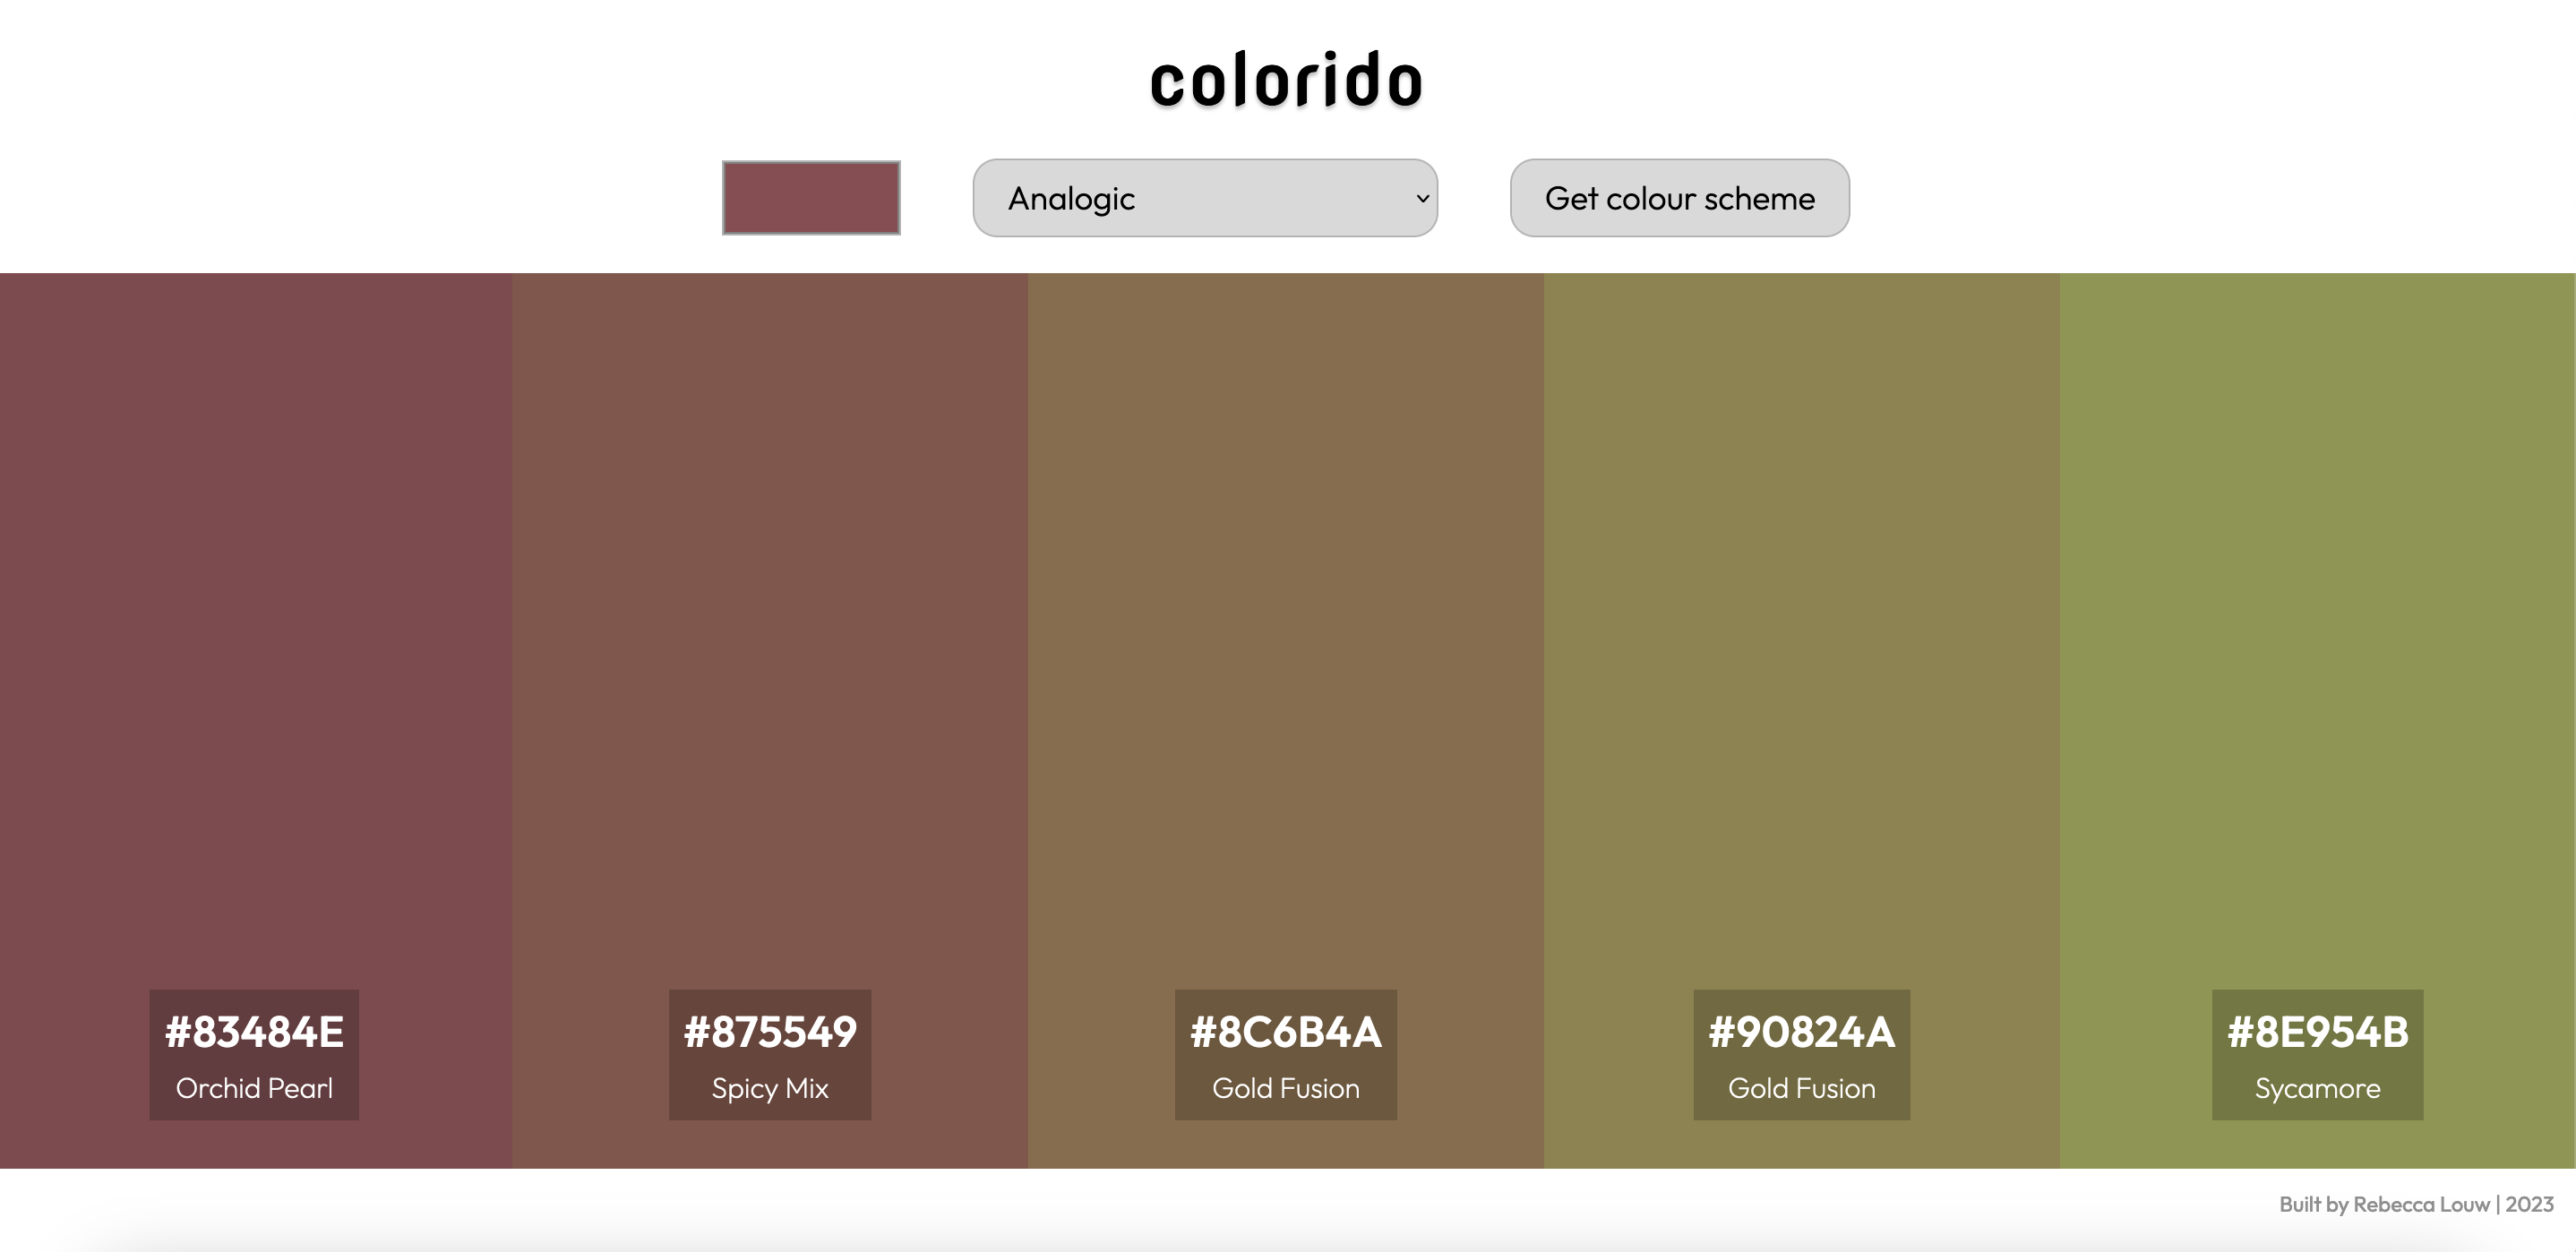 colorido
Analogic
Get colour scheme
#83484E
Orchid Pearl
#875549
Spicy Mix
#8C6B4A
Gold Fusion
#90824A
Gold Fusion
#8E954B
Sycamore
Built by Rebecca Louw | 2023